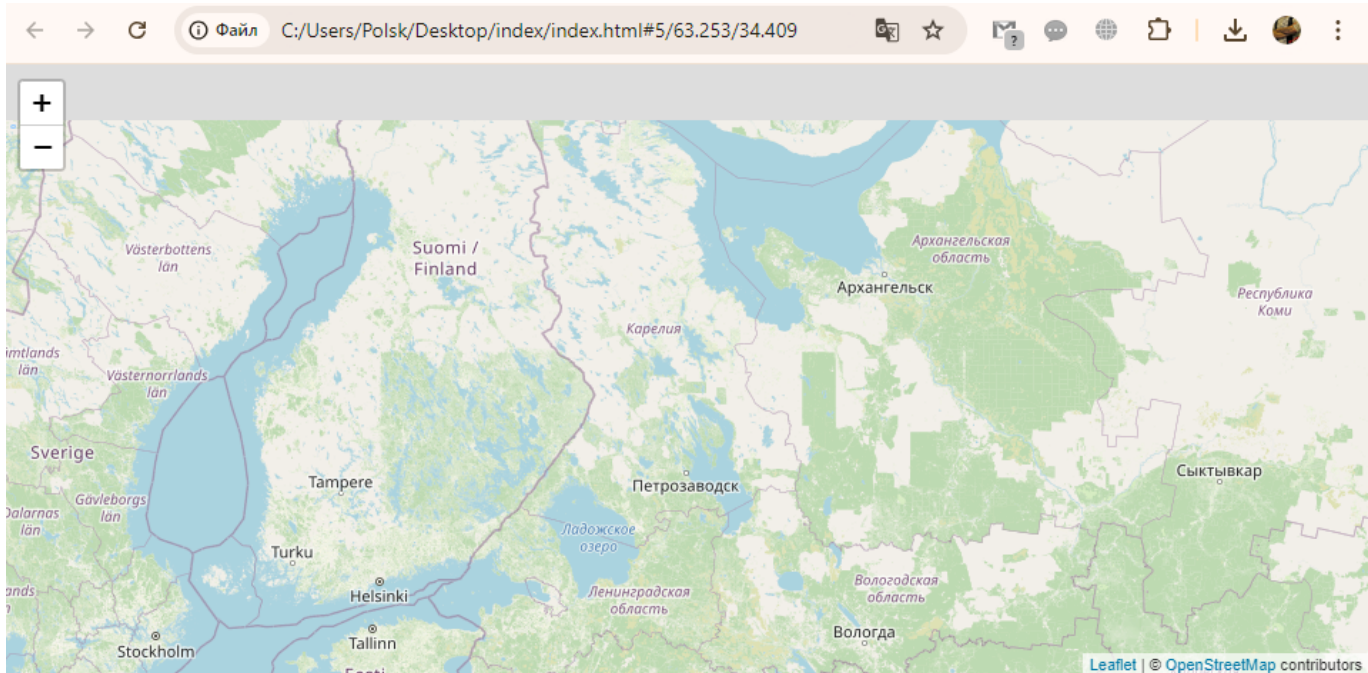 Файл C:/Users/Polsk/Desktop/index/index.html#5/63.253/34.409
?
+
−
Västerbottens
län
Suomi /
Finland
Архангельская
область
Архангельск
Республика
Коми
Карелия
län
Västernorrlands
län
Sverige
Tampere
Gävleborgs
län
län
Петрозаводск
Сыктывкар
Ладожское
озеро
Turku
Helsinki
Ленинградская
область
Вологодская
область
Stockholm
Tallinn
Вологда
Leaflet | © OpenStreetMap contributors